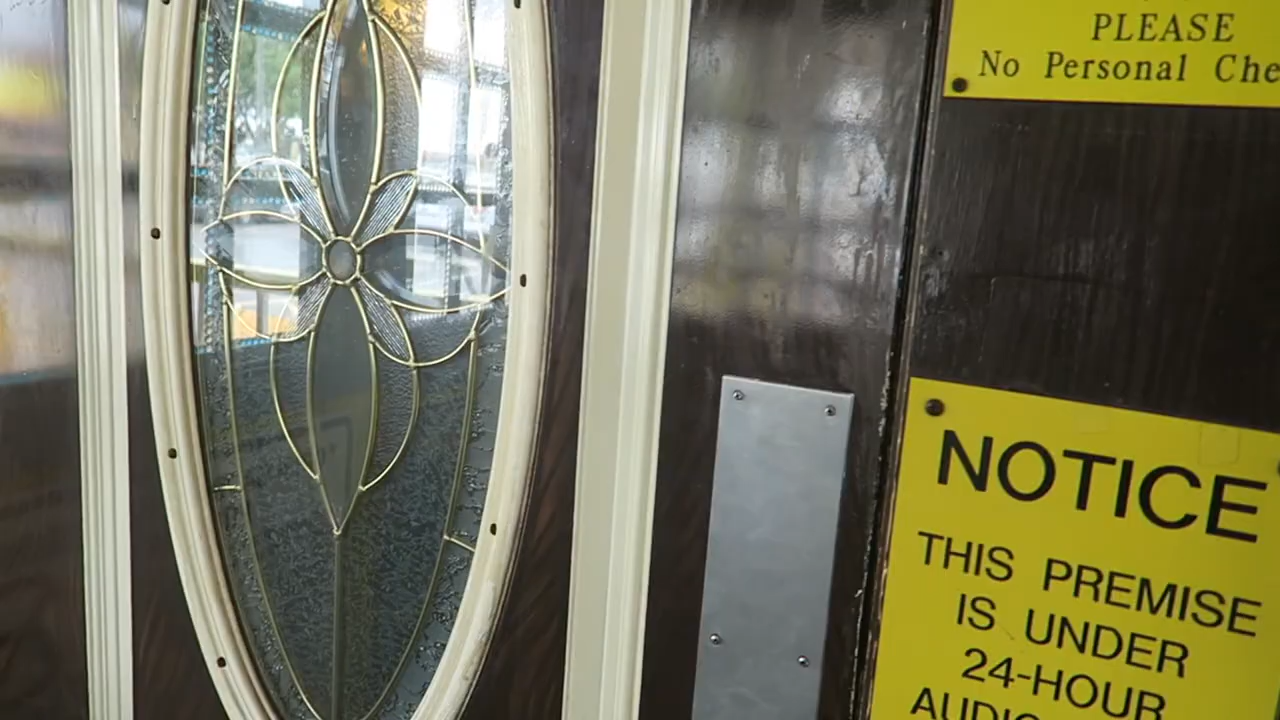 PLEASE
No Personal
NOTICE
THIS PREMISE
IS UNDER
24-HOUR